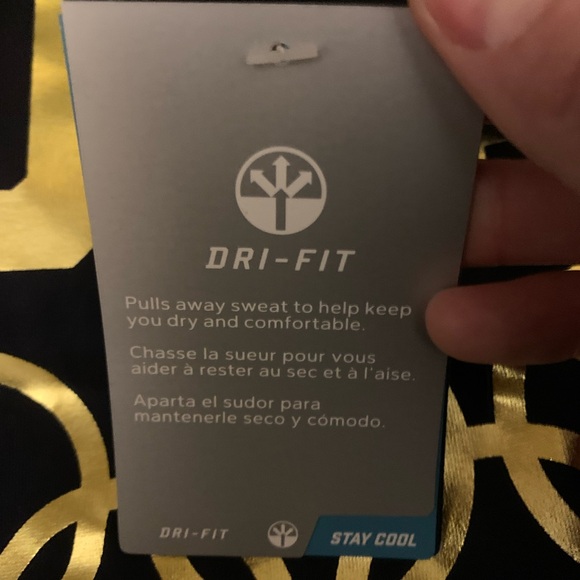 DRI-FIT
Pulls away sweat to help keep
you dry and comfortable.
Chasse la sueur pour vous
aider à rester au sec et à l'aise.
Aparta el sudor para
mantenerle seco y cómodo.
DRI-FIT STAY COOL